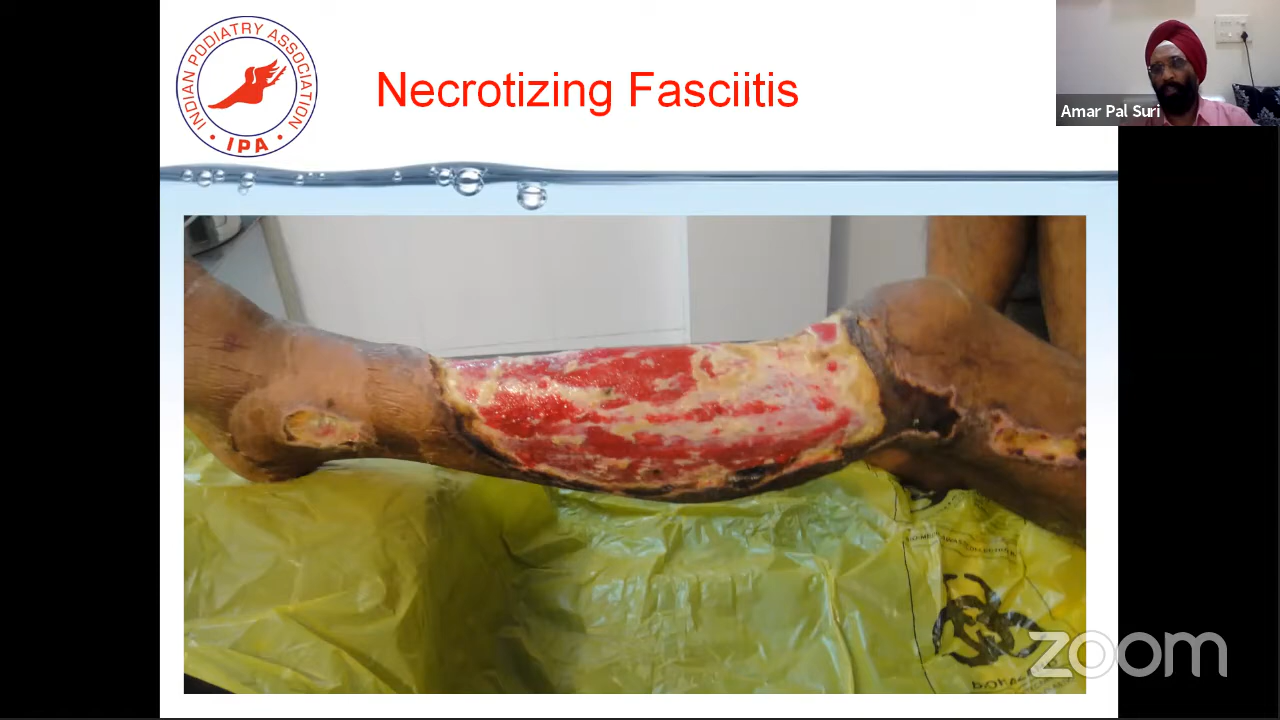 INDIAN PODIATRY ASSOCIATION
• IPA •
Necrotizing Fasciitis
Amar Pal Suri
zoom